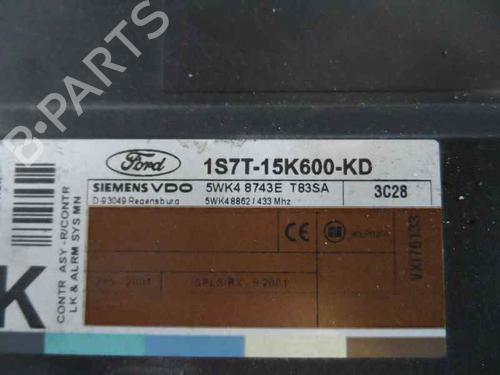 B-PARTS
Ford
1S7T-15K600-KD
SIEMENS VDO
5WK4 8743E T83SA
3C28
D-93049 Regensburg
5WK48862 / 433 Mhz
CE
VXI76133
CONTR ASY -R/CONTR
LK & ALRM SYS MN
K